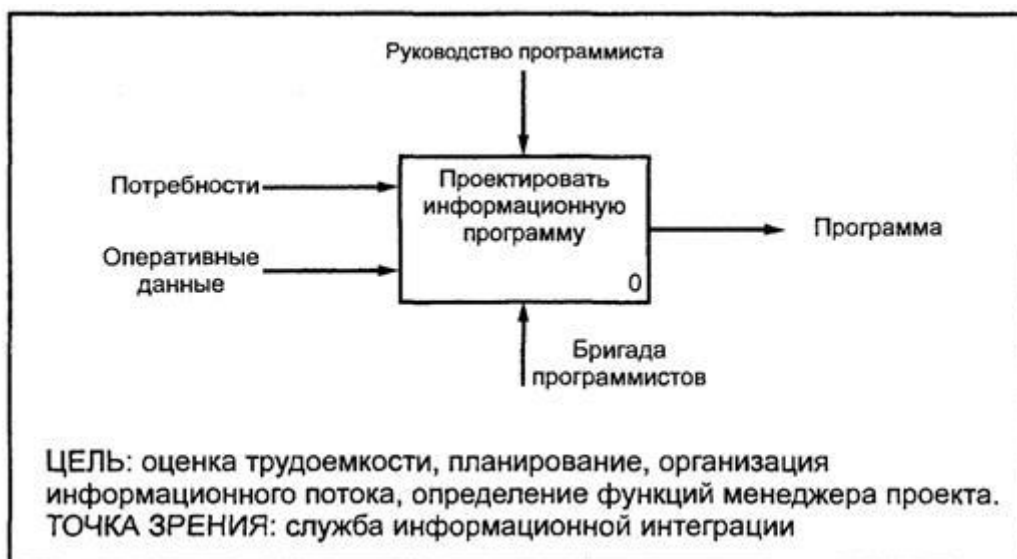 Руководство программиста
Потребности
Проектировать
информационную
программу
Программа
Оперативные
данные
0
Бригада
программистов
ЦЕЛЬ: оценка трудоемкости, планирование, организация
информационного потока, определение функций менеджера проекта.
ТОЧКА ЗРЕНИЯ: служба информационной интеграции